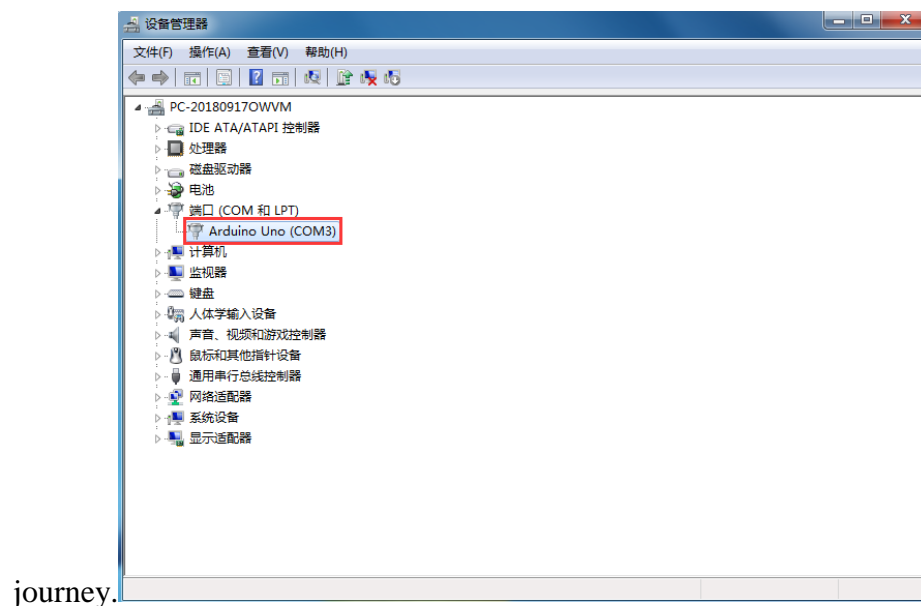 设备管理器
文件(F) 操作(A) 查看(V) 帮助(H)
PC-20180917OWVM
IDE ATA/ATAPI 控制器
处理器
磁盘驱动器
电池
端口 (COM 和 LPT)
Arduino Uno (COM3)
计算机
监视器
键盘
人体学输入设备
声音、视频和游戏控制器
鼠标和其他指针设备
通用串行总线控制器
网络适配器
系统设备
显示适配器
journey.